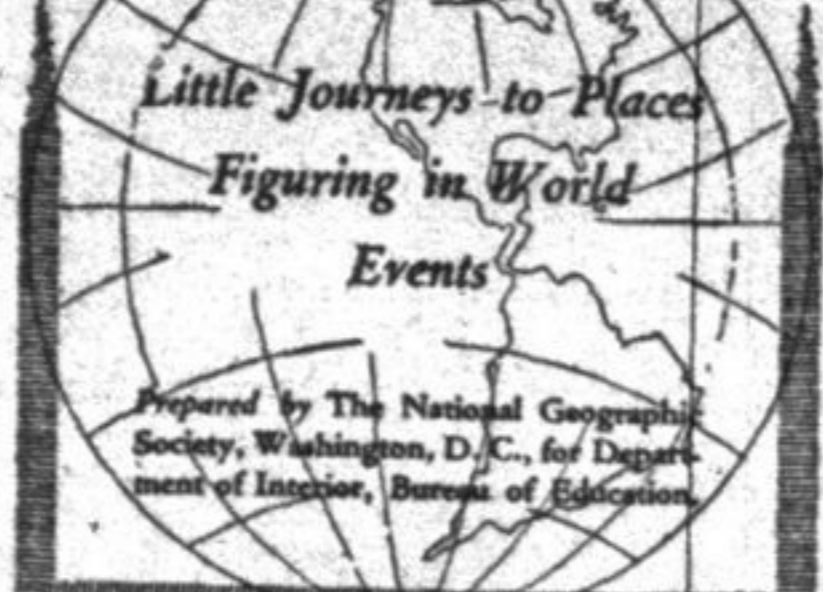 Little Journeys to Places
Figuring in World
Events
Prepared by The National Geographic
Society, Washington, D. C., for Depart-
ment of Interior, Bureau of Education.